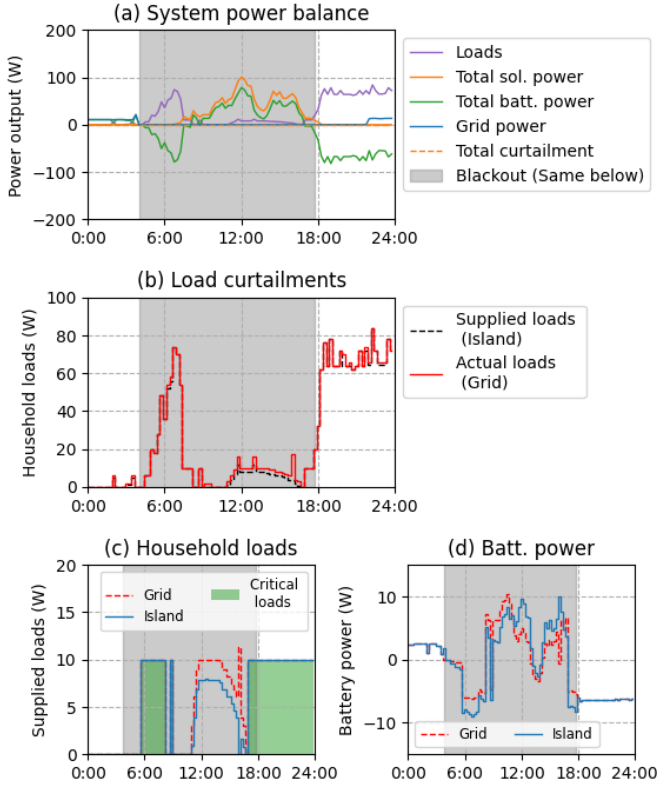 (a) System power balance
200
100
0
−100
−200
Power output (W)
0:00 6:00 12:00 18:00 24:00
Loads
Total sol. power
Total batt. power
Grid power
Total curtailment
Blackout (Same below)
(b) Load curtailments
100
80
60
40
20
0
Household loads (W)
0:00 6:00 12:00 18:00 24:00
Supplied loads
(Island)
Actual loads
(Grid)
(c) Household loads
20
15
10
5
0
Supplied loads (W)
Grid
Island
Critical
loads
0:00 6:00 12:00 18:00 24:00
(d) Batt. power
10
0
−10
Battery power (W)
Grid Island
0:00 6:00 12:00 18:00 24:00